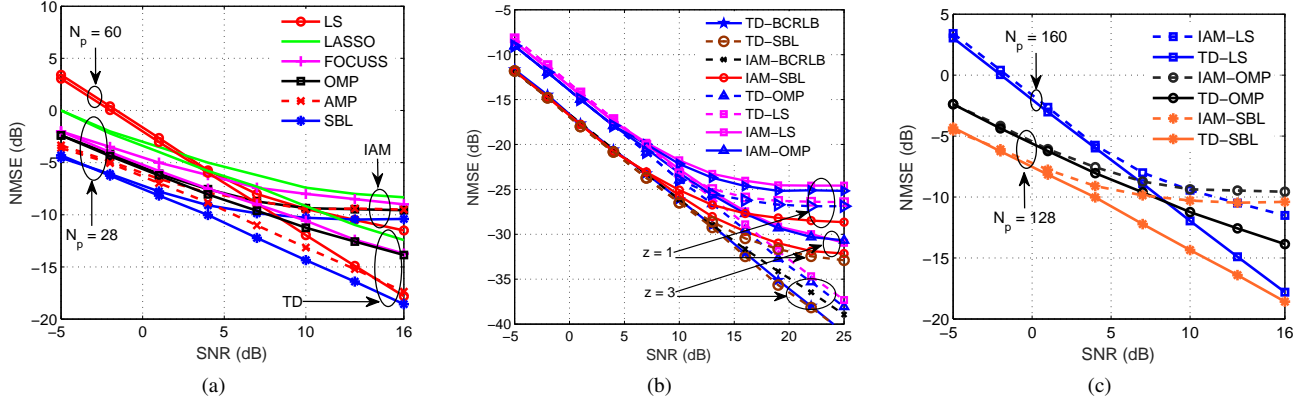 NMSE (dB)
5
0
−5
−10
−15
−20
−5
0
5
10
16
SNR (dB)
N_p = 60
N_p = 28
IAM
TD
LS
LASSO
FOCUSS
OMP
AMP
SBL
(a)
NMSE (dB)
−5
−10
−15
−20
−25
−30
−35
−40
−5
0
5
10
15
20
25
SNR (dB)
z = 1
z = 3
TD−BCRLB
TD−SBL
IAM−BCRLB
IAM−SBL
TD−OMP
TD−LS
IAM−LS
IAM−OMP
(b)
NMSE (dB)
5
0
−5
−10
−15
−20
−5
0
5
10
16
SNR (dB)
N_p = 160
N_p = 128
IAM−LS
TD−LS
IAM−OMP
TD−OMP
IAM−SBL
TD−SBL
(c)